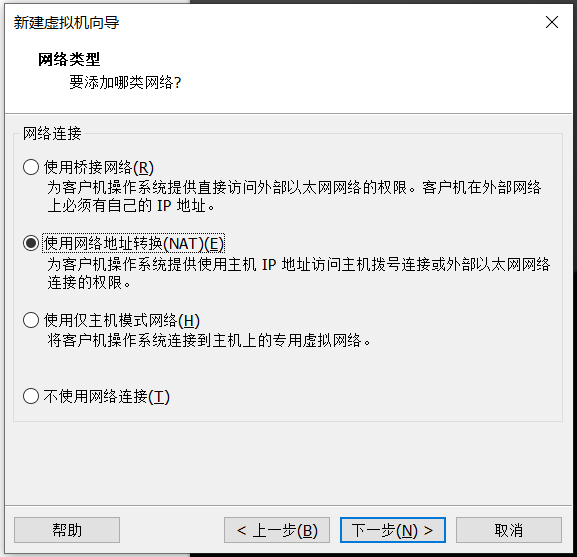 新建虚拟机向导
网络类型
要添加哪类网络?
网络连接
使用桥接网络(R)
为客户机操作系统提供直接访问外部以太网网络的权限。客户机在外部网络
上必须有自己的 IP 地址。
使用网络地址转换(NAT)(E)
为客户机操作系统提供使用主机 IP 地址访问主机拨号连接或外部以太网网络
连接的权限。
使用仅主机模式网络(H)
将客户机操作系统连接到主机上的专用虚拟网络。
不使用网络连接(T)
帮助
< 上一步(B)
下一步(N) >
取消